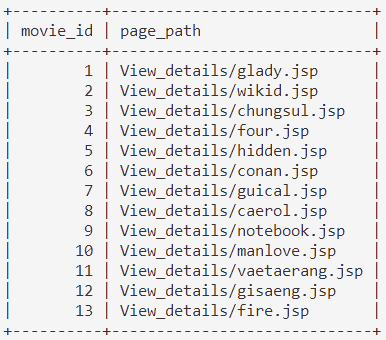 +----------+---------------------------+
| movie_id | page_path                 |
+----------+---------------------------+
|        1 | View_details/glady.jsp    |
|        2 | View_details/wikid.jsp    |
|        3 | View_details/chungsul.jsp |
|        4 | View_details/four.jsp     |
|        5 | View_details/hidden.jsp   |
|        6 | View_details/conan.jsp    |
|        7 | View_details/guical.jsp   |
|        8 | View_details/caerol.jsp   |
|        9 | View_details/notebook.jsp |
|       10 | View_details/manlove.jsp  |
|       11 | View_details/vaetaerang.jsp |
|       12 | View_details/gisaeng.jsp  |
|       13 | View_details/fire.jsp     |
+----------+---------------------------+